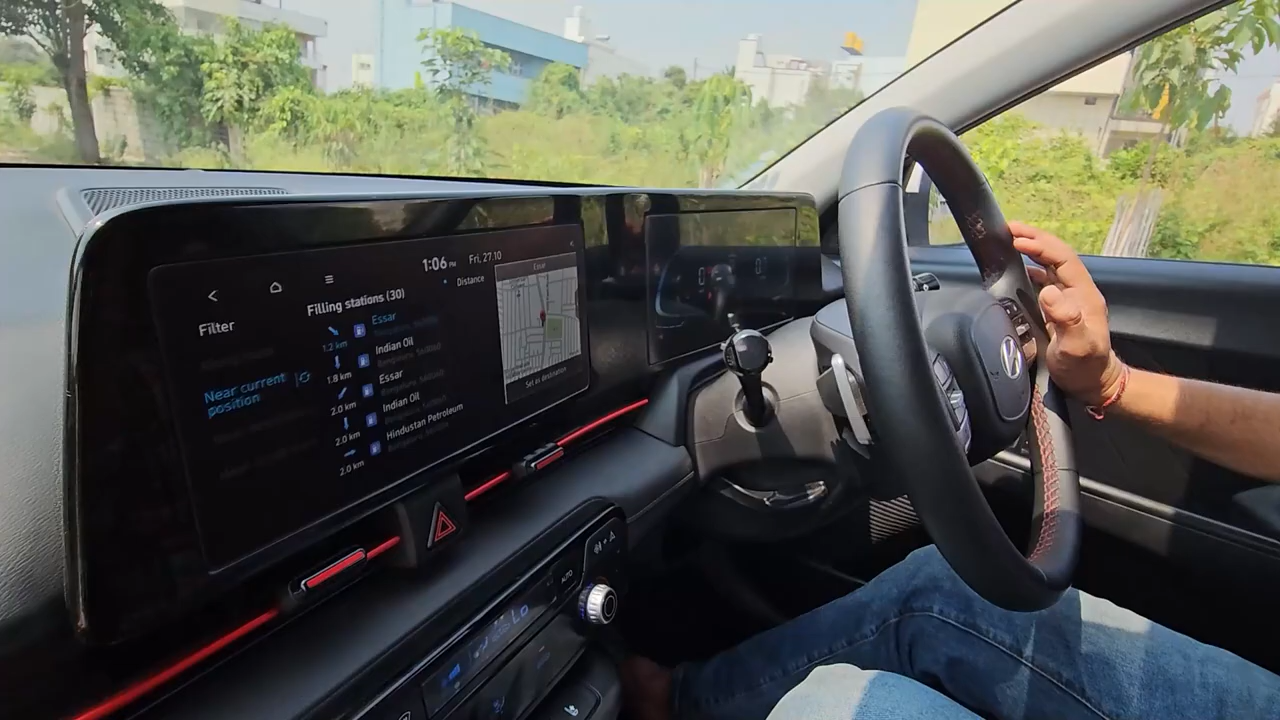 1:06 PM Fri, 27.10
Filter
Filling stations (30)
Distance
Essar
Near current
position
1.2 km
Essar
1.8 km
Indian Oil
2.0 km
Essar
2.0 km
Indian Oil
2.0 km
Hindustan Petroleum
Set as destination
AUTO
Lo